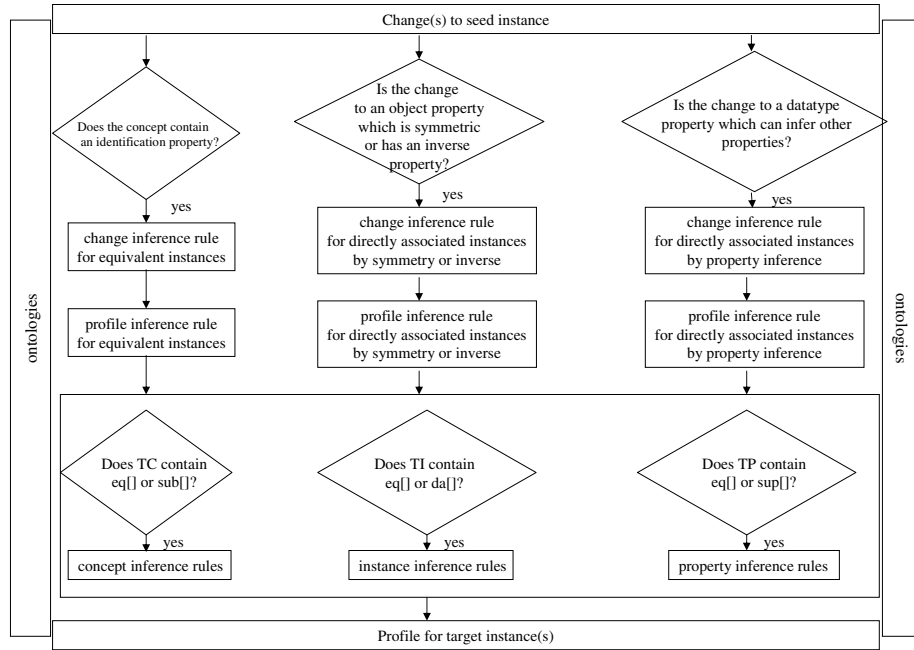 Change(s) to seed instance
ontologies
ontologies
Does the concept contain
an identification property?
yes
change inference rule
for equivalent instances
profile inference rule
for equivalent instances
Is the change
to an object property
which is symmetric
or has an inverse
property?
yes
change inference rule
for directly associated instances
by symmetry or inverse
profile inference rule
for directly associated instances
by symmetry or inverse
Is the change to a datatype
property which can infer other
properties?
yes
change inference rule
for directly associated instances
by property inference
profile inference rule
for directly associated instances
by property inference
Does TC contain
eq[] or sub[]?
yes
concept inference rules
Does TI contain
eq[] or da[]?
yes
instance inference rules
Does TP contain
eq[] or sup[]?
yes
property inference rules
Profile for target instance(s)